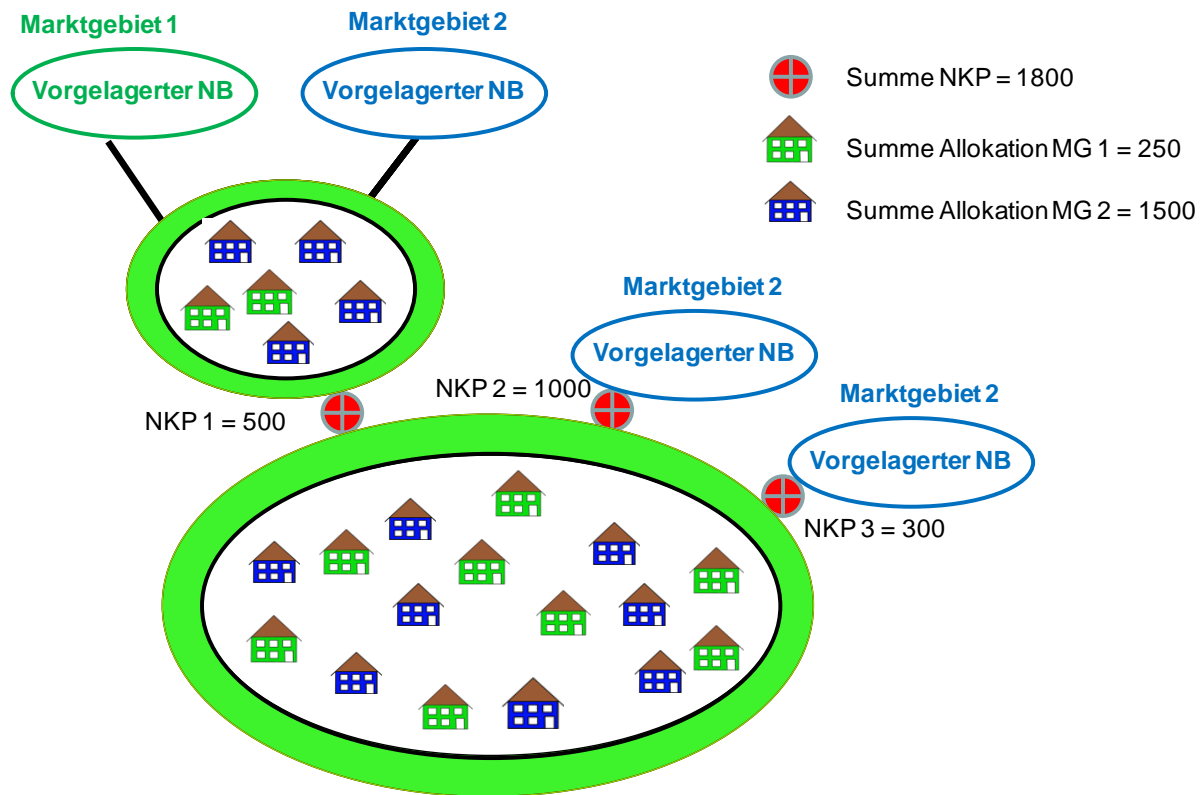 Marktgebiet 1
Vorgelagerter NB
Marktgebiet 2
Vorgelagerter NB
Summe NKP = 1800
Summe Allokation MG 1 = 250
Summe Allokation MG 2 = 1500
Marktgebiet 2
Vorgelagerter NB
NKP 1 = 500
NKP 2 = 1000
Marktgebiet 2
Vorgelagerter NB
NKP 3 = 300